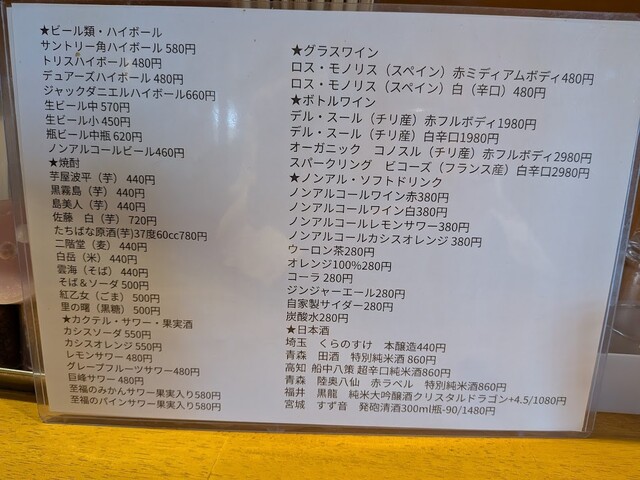 ★ビール類・ハイボール
サントリー角ハイボール 580円
トリスハイボール 480円
デュアーズハイボール 480円
ジャックダニエルハイボール660円
生ビール中 570円
生ビール小 450円
瓶ビール中瓶 620円
ノンアルコールビール460円
★焼酎
芋屋波平（芋） 440円
黒霧島（芋） 440円
島美人（芋） 440円
佐藤　白（芋） 720円
たちばな原酒(芋)37度60cc780円
二階堂（麦） 440円
白岳（米） 440円
雲海（そば） 440円
そば＆ソーダ 500円
紅乙女（ごま） 500円
里の曙（黒糖） 500円
★カクテル・サワー・果実酒
カシスソーダ 550円
カシスオレンジ 550円
レモンサワー 480円
グレープフルーツサワー480円
巨峰サワー 480円
至福のみかんサワー果実入り580円
至福のパインサワー果実入り580円
★グラスワイン
ロス・モノリス（スペイン）赤ミディアムボディ480円
ロス・モノリス（スペイン）白（辛口）480円
★ボトルワイン
デル・スール（チリ産）赤フルボディ1980円
デル・スール（チリ産）白辛口1980円
オーガニック　コノスル（チリ産）赤フルボディ2980円
スパークリング　ビコーズ（フランス産）白辛口2980円
★ノンアル・ソフトドリンク
ノンアルコールワイン赤380円
ノンアルコールワイン白380円
ノンアルコールレモンサワー380円
ノンアルコールカシスオレンジ 380円
ウーロン茶280円
オレンジ100%280円
コーラ 280円
ジンジャーエール280円
自家製サイダー280円
炭酸水280円
★日本酒
埼玉　くらのすけ　本醸造440円
青森　田酒　特別純米酒 860円
高知　船中八策 超辛口純米酒860円
青森　陸奥八仙　赤ラベル　特別純米酒860円
福井　黒龍　純米大吟醸酒クリスタルドラゴン+4.5/1080円
宮城　すず音　発砲清酒300ml瓶-90/1480円